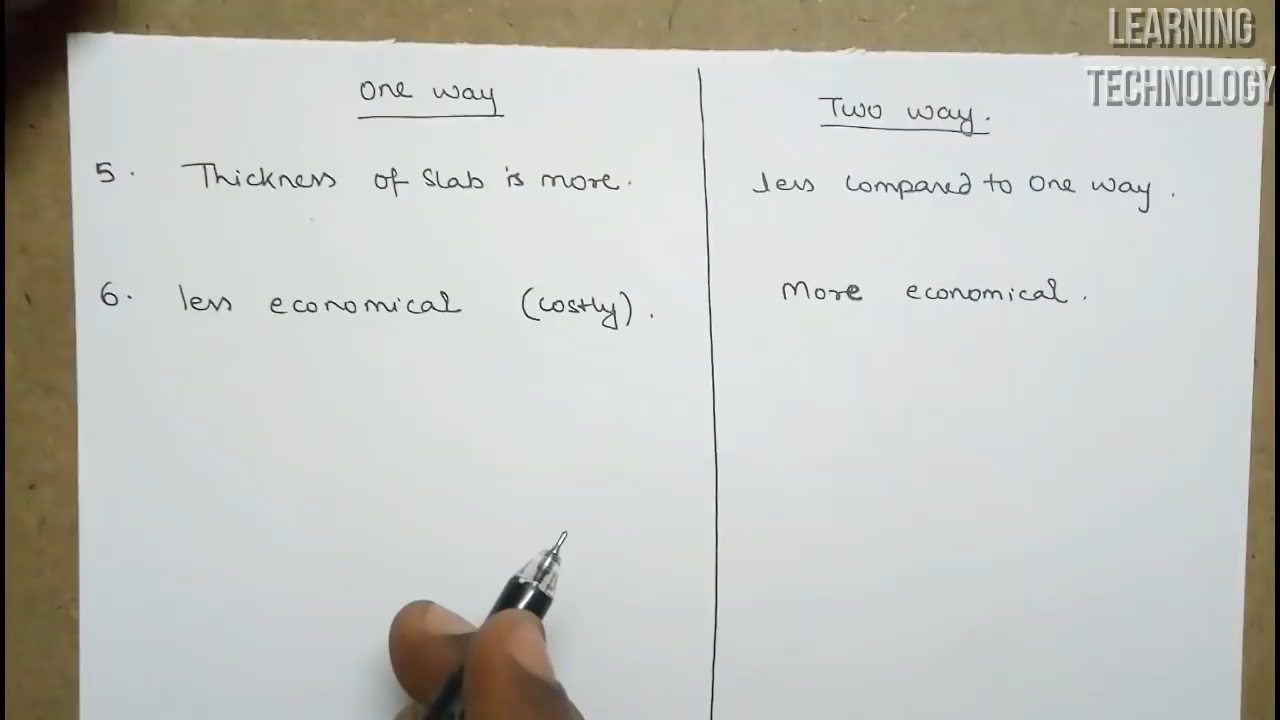 LEARNING
TECHNOLOGY
One way
Two way.
5. Thickness of slab is more.
less compared to one way.
6. less economical (costly).
More economical.